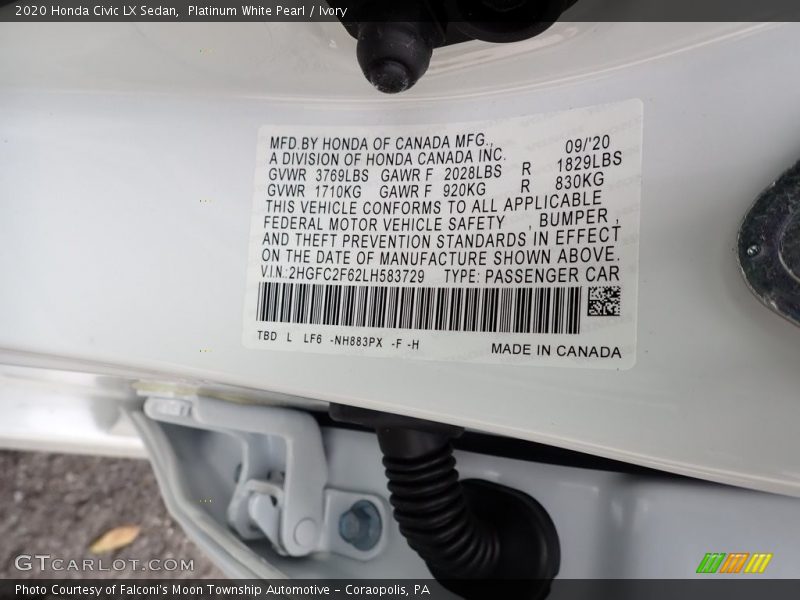 2020 Honda Civic LX Sedan,  Platinum White Pearl / Ivory
MFD.BY HONDA OF CANADA MFG., 09/'20
A DIVISION OF HONDA CANADA INC.
GVWR 3769LBS GAWR F 2028LBS R 1829LBS
GVWR 1710KG GAWR F 920KG R 830KG
THIS VEHICLE CONFORMS TO ALL APPLICABLE
FEDERAL MOTOR VEHICLE SAFETY , BUMPER ,
AND THEFT PREVENTION STANDARDS IN EFFECT
ON THE DATE OF MANUFACTURE SHOWN ABOVE.
V.I.N.:2HGFC2F62LH583729 TYPE: PASSENGER CAR
TBD L LF6 -NH883PX -F -H
MADE IN CANADA
GTCARLOT.COM
Photo Courtesy of Falconi's Moon Township Automotive - Coraopolis, PA